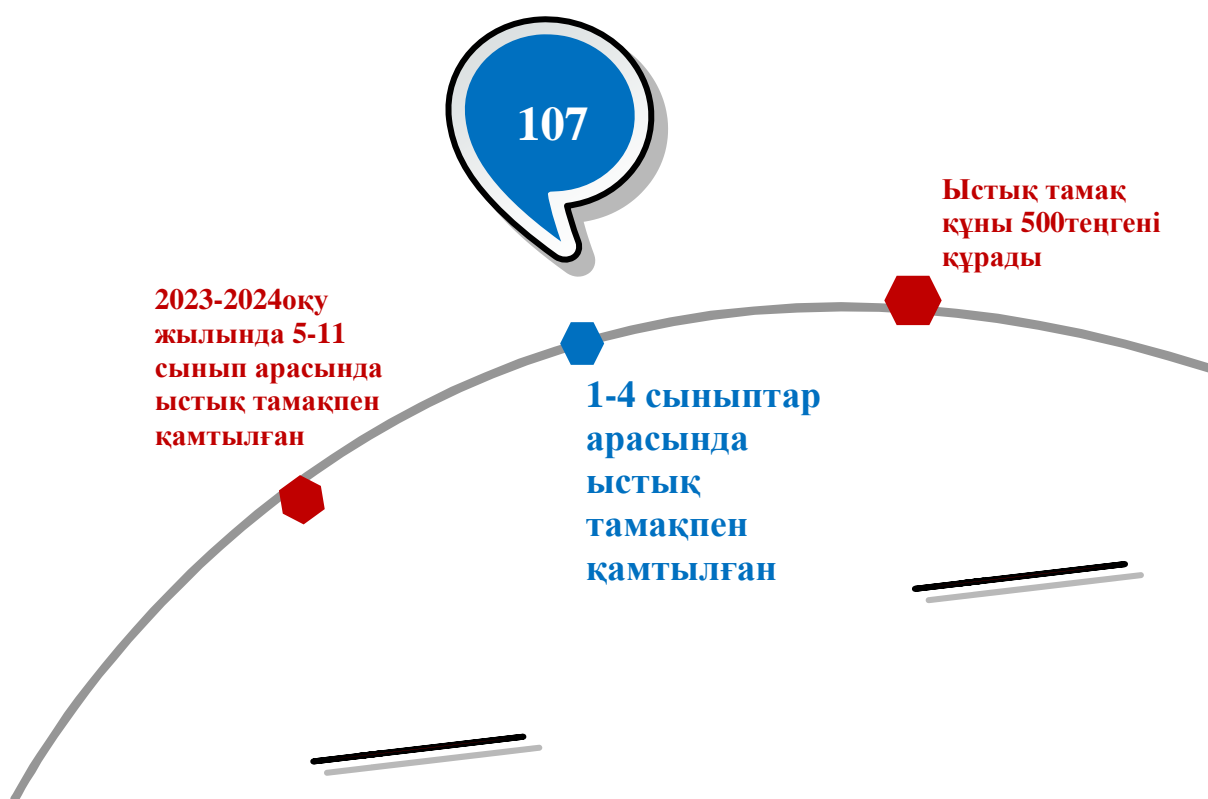 107
Ыстық тамақ
құны 500теңгені
құрады
2023-2024оқу
жылында 5-11
сынып арасында
ыстық тамақпен
қамтылған
1-4 сыныптар
арасында
ыстық
тамақпен
қамтылған